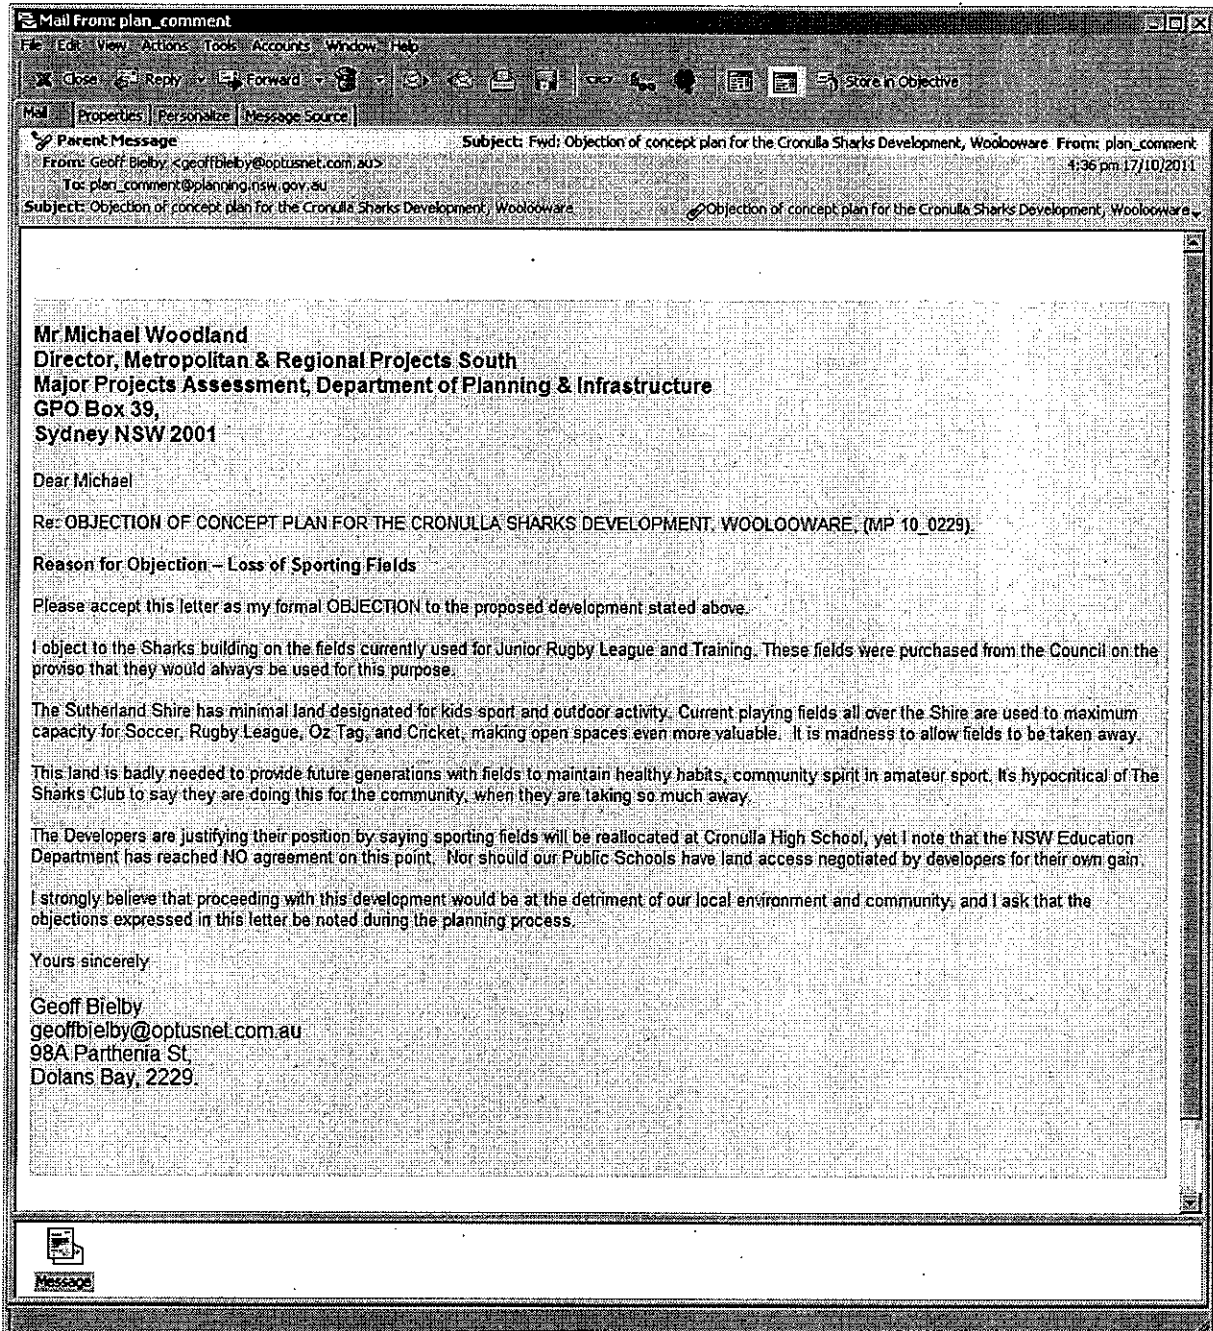 Mail From: plan_comment
File Edit View Actions Tools Accounts Window Help
Close Reply Forward Store in Objective
Mail Properties Personalize Message Source
Parent Message Subject: Fwd: Objection of concept plan for the Cronulla Sharks Development, Woolooware From: plan_comment
From: Geoff Bielby <geoffbielby@optusnet.com.au> 4:36 pm 17/10/2011
To: plan_comment@planning.nsw.gov.au
Subject: Objection of concept plan for the Cronulla Sharks Development, Woolooware Objection of concept plan for the Cronulla Sharks Development, Woolooware
Mr Michael Woodland
Director, Metropolitan & Regional Projects South
Major Projects Assessment, Department of Planning & Infrastructure
GPO Box 39,
Sydney NSW 2001
Dear Michael
Re: OBJECTION OF CONCEPT PLAN FOR THE CRONULLA SHARKS DEVELOPMENT, WOOLOOWARE, (MP 10_0229).
Reason for Objection – Loss of Sporting Fields
Please accept this letter as my formal OBJECTION to the proposed development stated above.
I object to the Sharks building on the fields currently used for Junior Rugby League and Training. These fields were purchased from the Council on the
proviso that they would always be used for this purpose.
The Sutherland Shire has minimal land designated for kids sport and outdoor activity. Current playing fields all over the Shire are used to maximum
capacity for Soccer, Rugby League, Oz Tag, and Cricket, making open spaces even more valuable. It is madness to allow fields to be taken away.
This land is badly needed to provide future generations with fields to maintain healthy habits, community spirit in amateur sport. It's hypocritical of The
Sharks Club to say they are doing this for the community, when they are taking so much away.
The Developers are justifying their position by saying sporting fields will be reallocated at Cronulla High School, yet I note that the NSW Education
Department has reached NO agreement on this point. Nor should our Public Schools have land access negotiated by developers for their own gain.
I strongly believe that proceeding with this development would be at the detriment of our local environment and community, and I ask that the
objections expressed in this letter be noted during the planning process.
Yours sincerely
Geoff Bielby
geoffbielby@optusnet.com.au
98A Parthenia St,
Dolans Bay, 2229.
Message